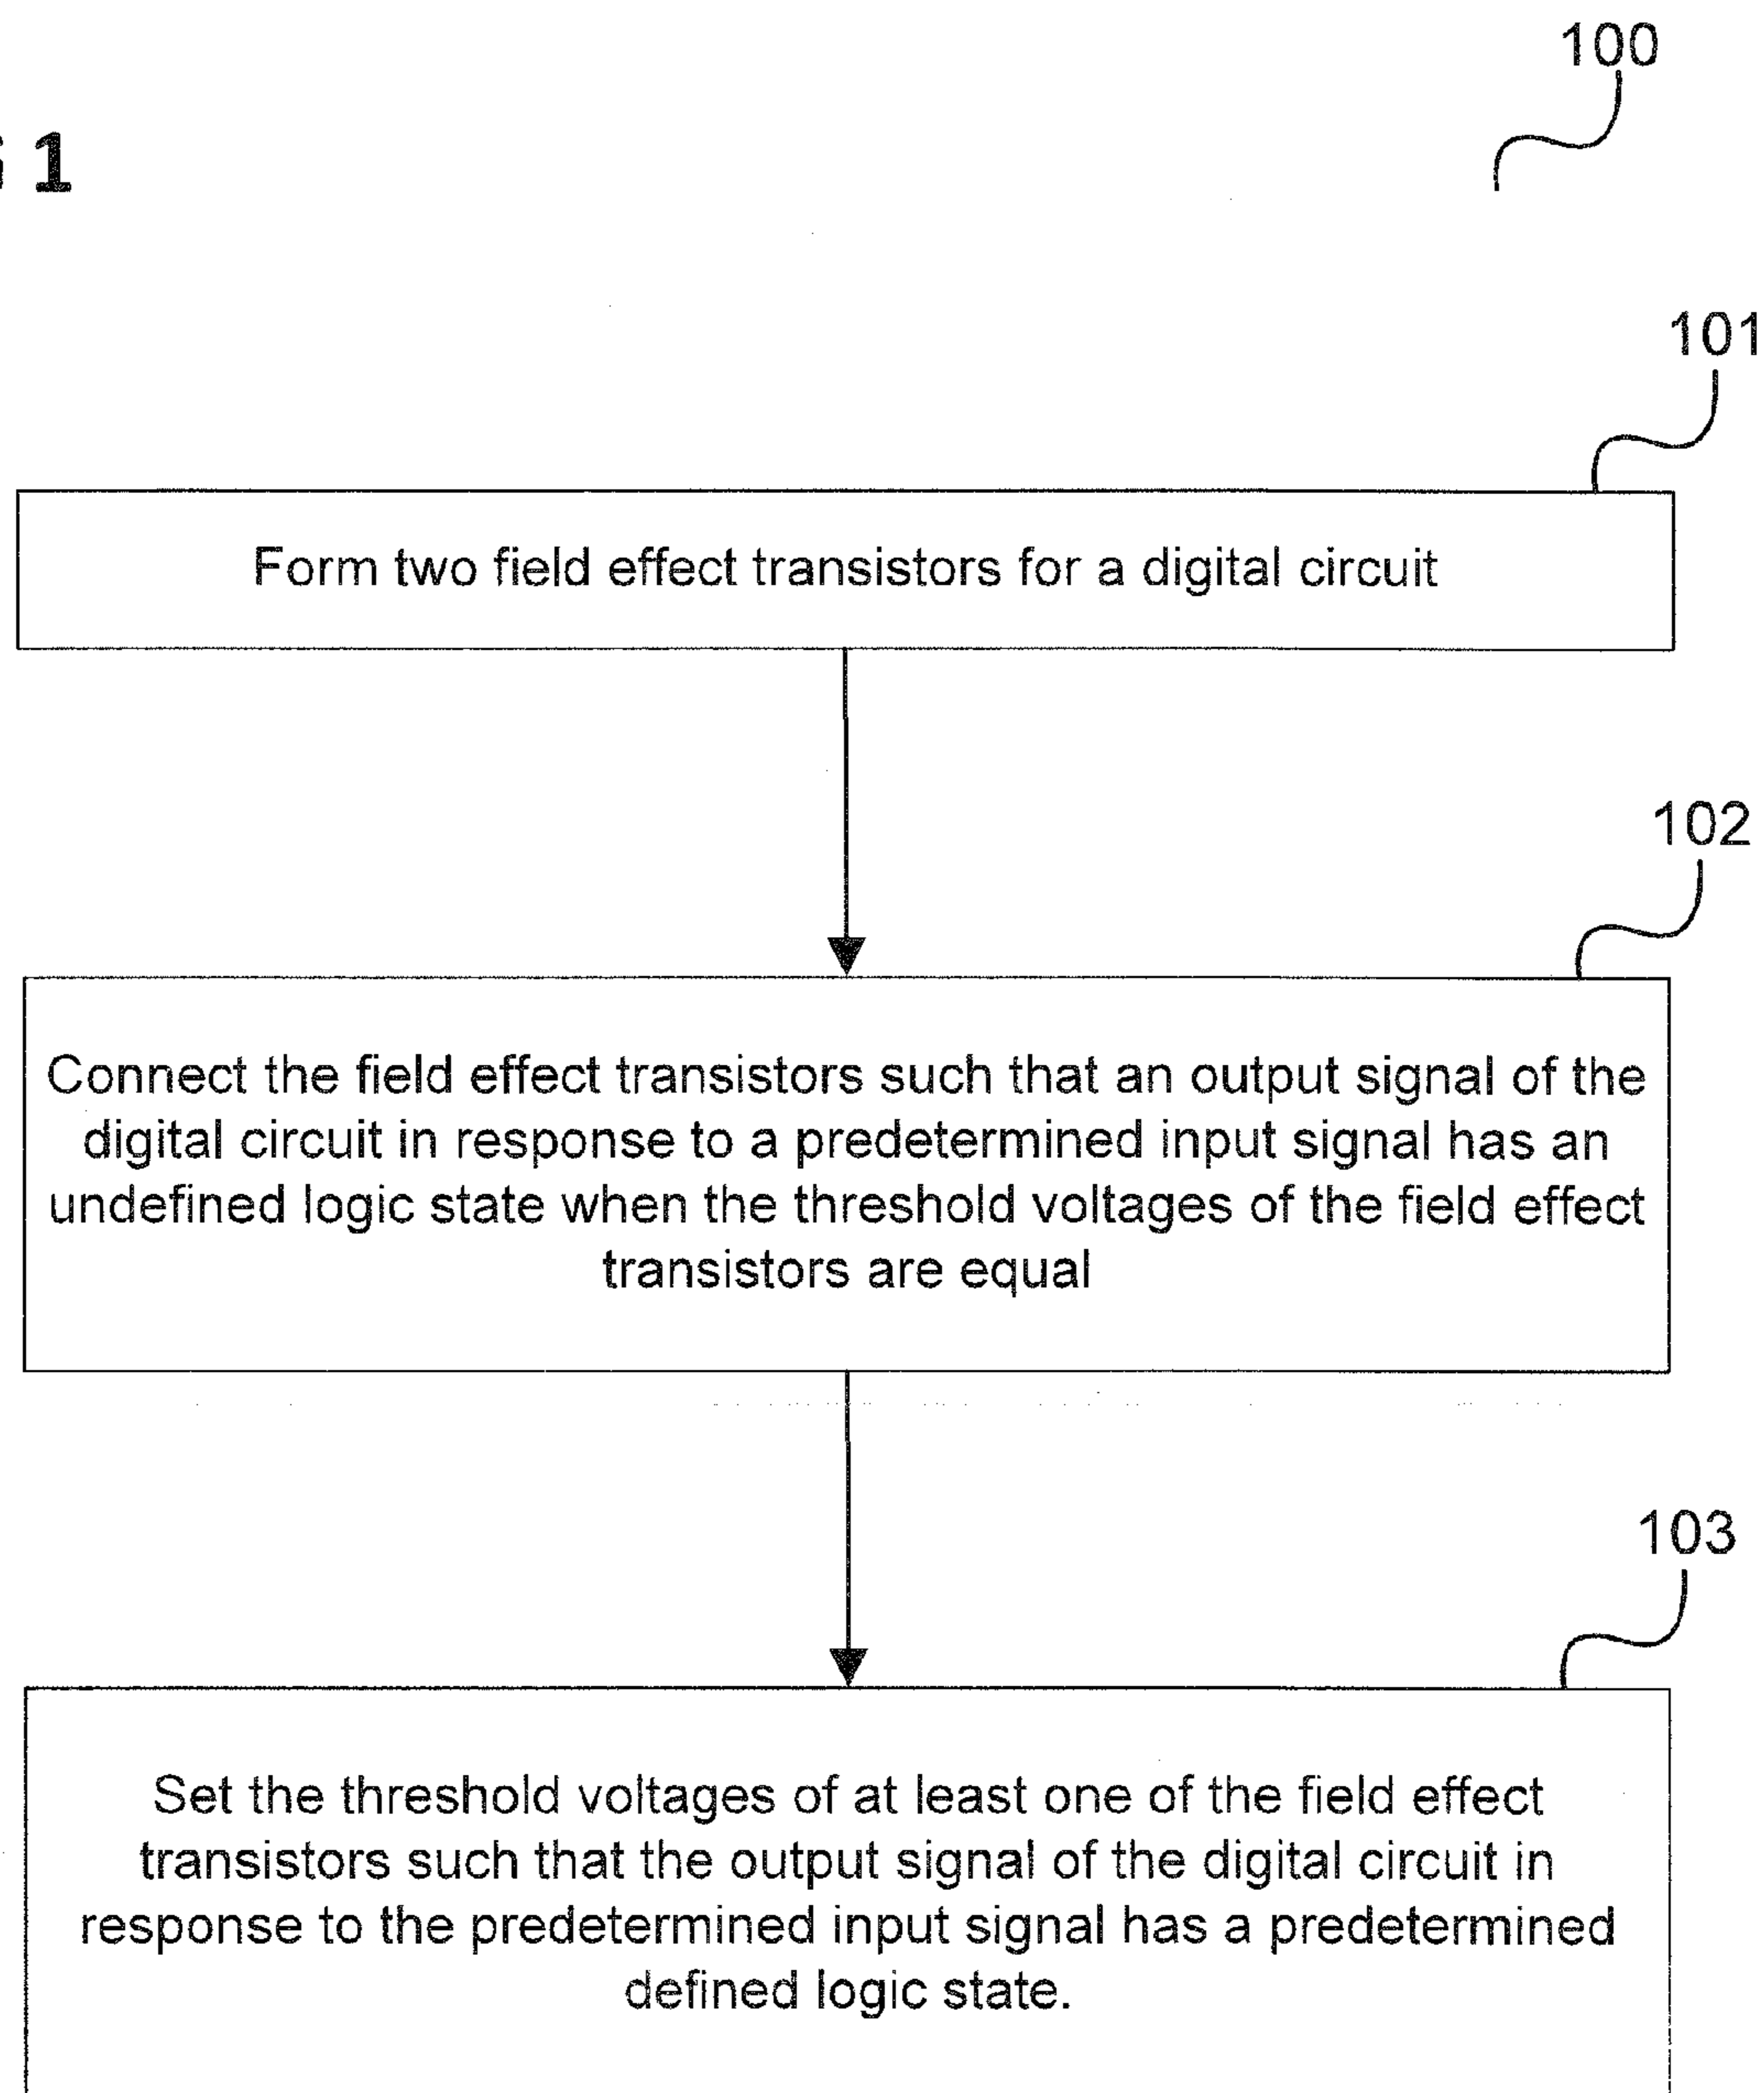 100
1
101
Form two field effect transistors for a digital circuit
102
Connect the field effect transistors such that an output signal of the
digital circuit in response to a predetermined input signal has an
undefined logic state when the threshold voltages of the field effect
transistors are equal
103
Set the threshold voltages of at least one of the field effect
transistors such that the output signal of the digital circuit in
response to the predetermined input signal has a predetermined
defined logic state.